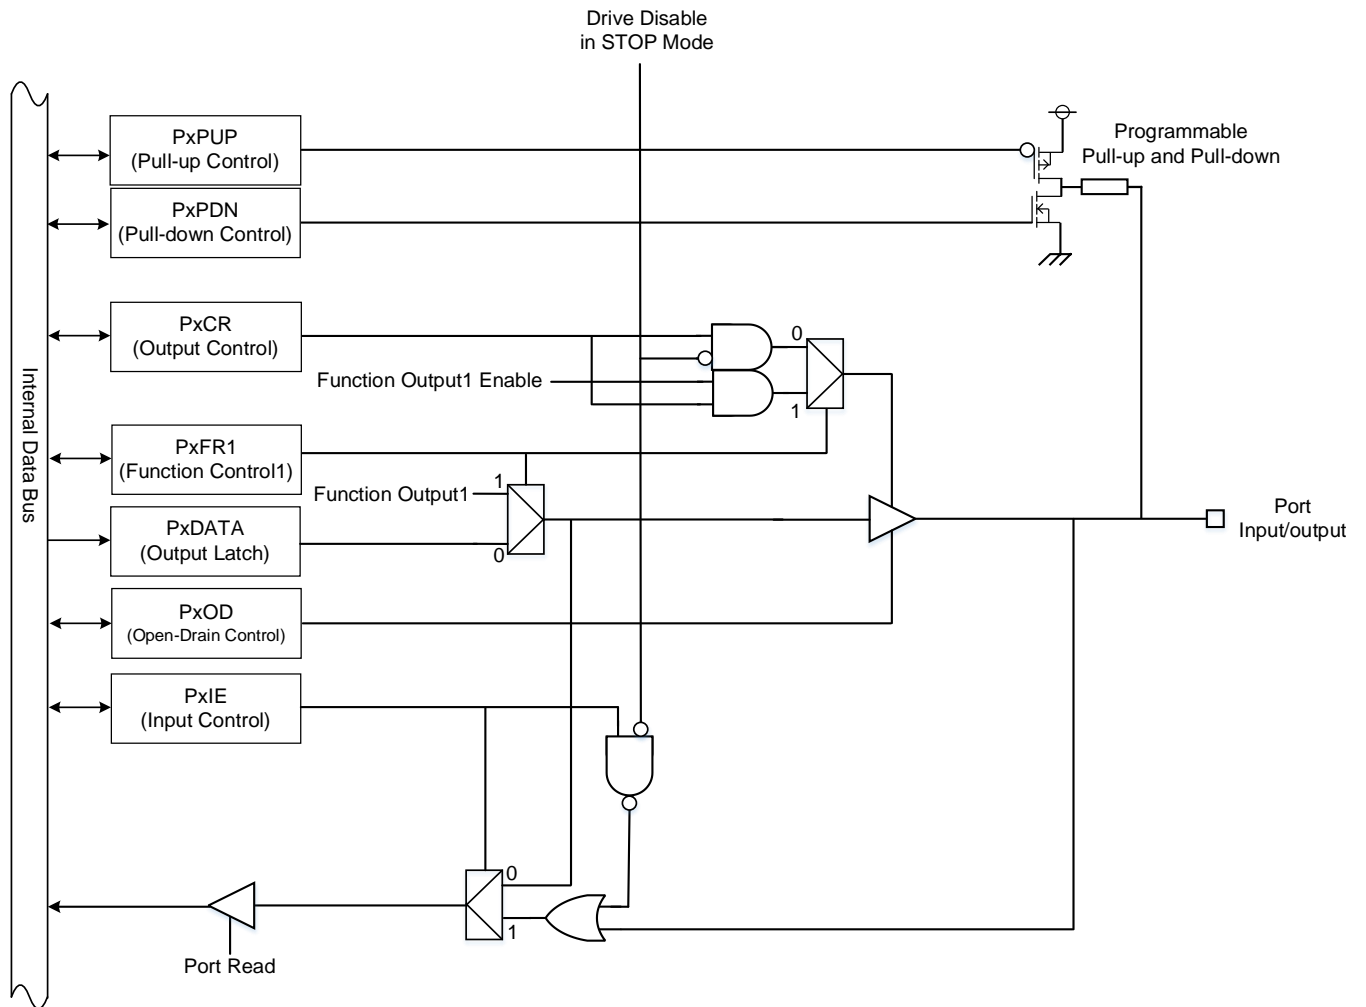 Drive Disable
in STOP Mode
PxPUP
(Pull-up Control)
Programmable
Pull-up and Pull-down
PxPDN
(Pull-down Control)
PxCR
(Output Control)
0
Function Output1 Enable
1
Internal Data Bus
PxFR1
(Function Control1)
1
Function Output1
PxDATA
(Output Latch)
0
Port
Input/output
PxOD
(Open-Drain Control)
PxIE
(Input Control)
0
1
Port Read